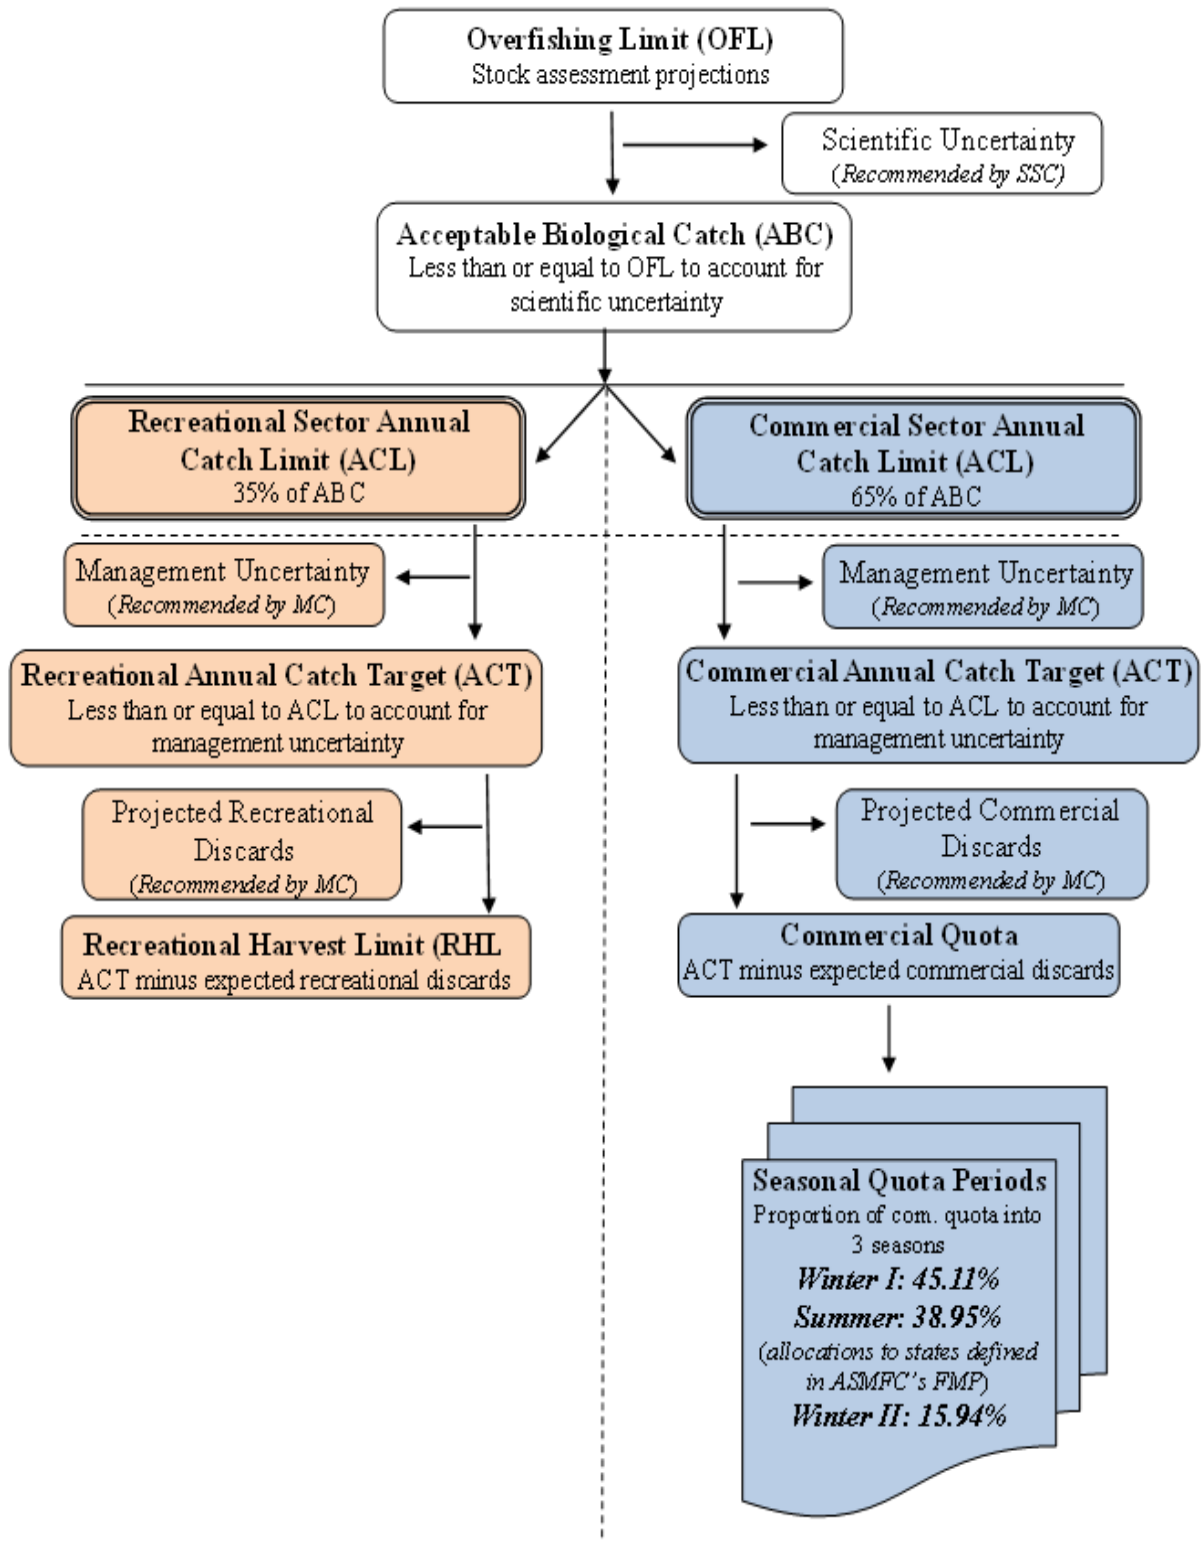 Overfishing Limit (OFL)
Stock assessment projections
Scientific Uncertainty
(Recommended by SSC)
Acceptable Biological Catch (ABC)
Less than or equal to OFL to account for
scientific uncertainty
Recreational Sector Annual
Catch Limit (ACL)
35% of ABC
Commercial Sector Annual
Catch Limit (ACL)
65% of ABC
Management Uncertainty
(Recommended by MC)
Management Uncertainty
(Recommended by MC)
Recreational Annual Catch Target (ACT)
Less than or equal to ACL to account for
management uncertainty
Commercial Annual Catch Target (ACT)
Less than or equal to ACL to account for
management uncertainty
Projected Recreational
Discards
(Recommended by MC)
Projected Commercial
Discards
(Recommended by MC)
Recreational Harvest Limit (RHL
ACT minus expected recreational discards
Commercial Quota
ACT minus expected commercial discards
Seasonal Quota Periods
Proportion of com. quota into
3 seasons
Winter I: 45.11%
Summer: 38.95%
(allocations to states defined
in ASMFC's FMP)
Winter II: 15.94%